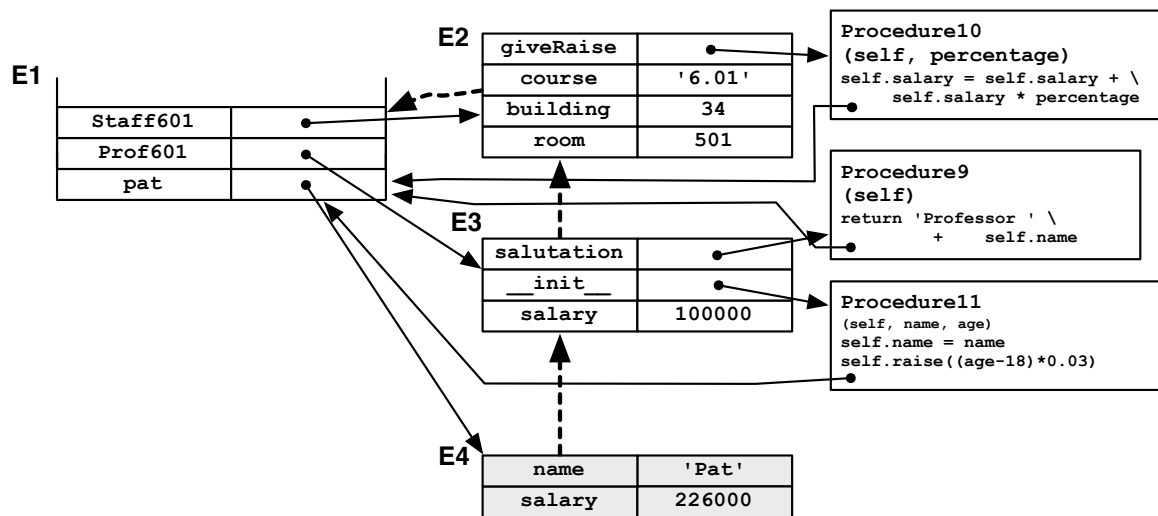 E1
Staff601
Prof601
pat
E2
giveRaise
course '6.01'
building 34
room 501
E3
salutation
__init__
salary 100000
E4
name 'Pat'
salary 226000
Procedure10
(self, percentage)
self.salary = self.salary + \
self.salary * percentage
Procedure9
(self)
return 'Professor ' \
+ self.name
Procedure11
(self, name, age)
self.name = name
self.raise((age-18)*0.03)